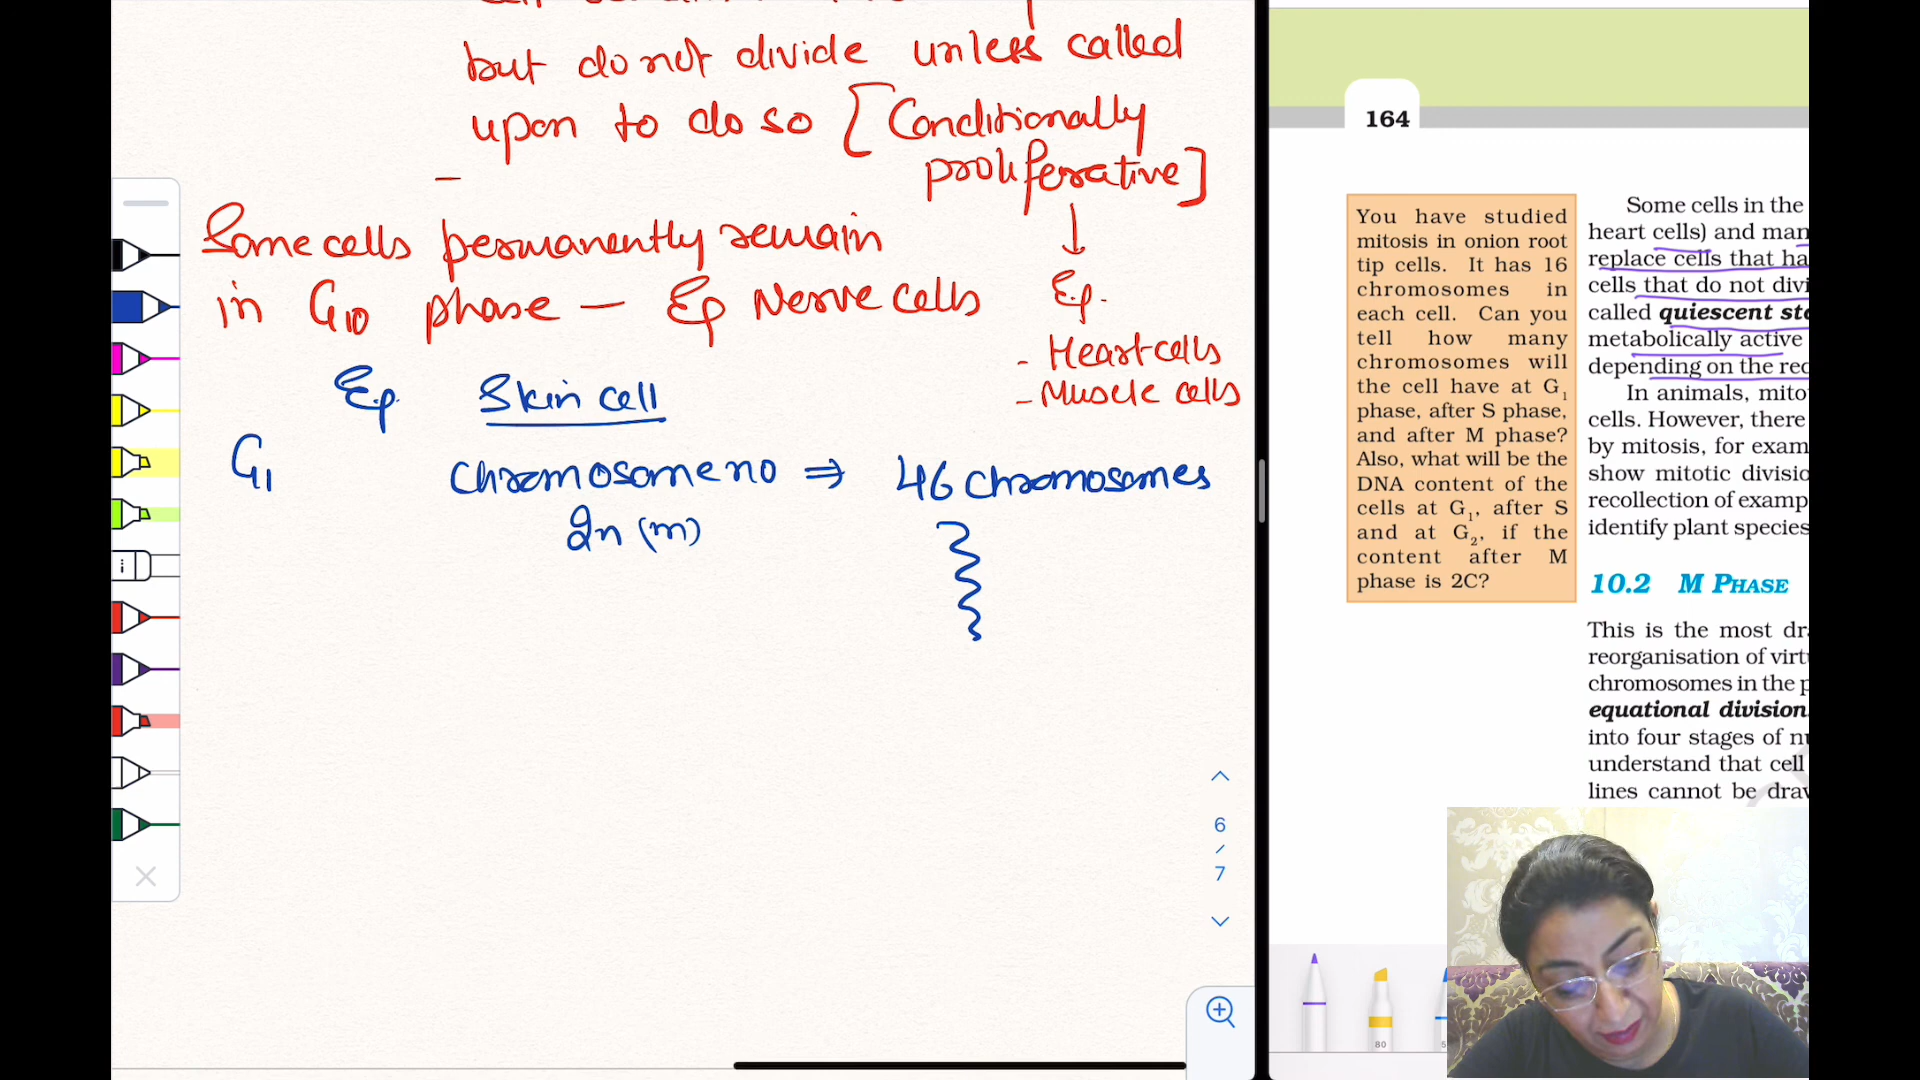 but do not divide unless called
upon to do so [Conditionally
proliferative]
Some cells permanently remain
in G10 phase — Eg Nerve cells
Eg.
- Heart cells
- Muscle cells
Eg. Skin cell
G1 Chromosome no ⇒ 46 chromosomes
2n (m)
6
/
7
164
You have studied
mitosis in onion root
tip cells. It has 16
chromosomes in
each cell. Can you
tell how many
chromosomes will
the cell have at G1
phase, after S phase,
and after M phase?
Also, what will be the
DNA content of the
cells at G1, after S
and at G2, if the
content after M
phase is 2C?
Some cells in the
heart cells) and man
replace cells that ha
cells that do not divi
called quiescent sta
metabolically active
depending on the req
In animals, mito
cells. However, there
by mitosis, for exam
show mitotic divisio
recollection of examp
identify plant species
10.2 M PHASE
This is the most dr
reorganisation of virtu
chromosomes in the p
equational division.
into four stages of nu
understand that cell
lines cannot be draw
80